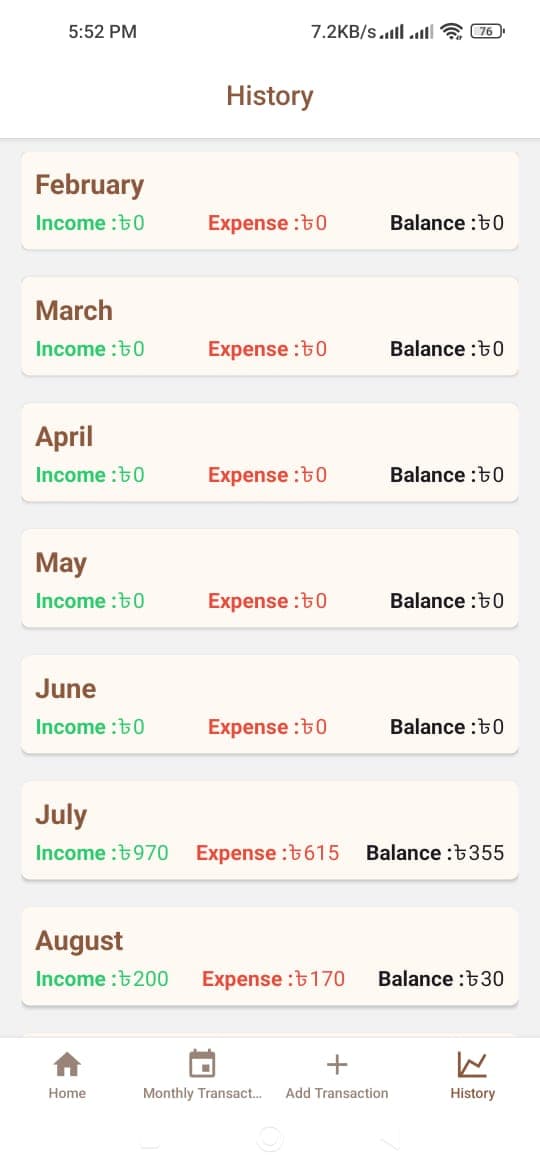 5:52 PM 7.2KB/s 76
History
February
Income :৳0 Expense :৳0 Balance :৳0
March
Income :৳0 Expense :৳0 Balance :৳0
April
Income :৳0 Expense :৳0 Balance :৳0
May
Income :৳0 Expense :৳0 Balance :৳0
June
Income :৳0 Expense :৳0 Balance :৳0
July
Income :৳970 Expense :৳615 Balance :৳355
August
Income :৳200 Expense :৳170 Balance :৳30
Home Monthly Transact... Add Transaction History